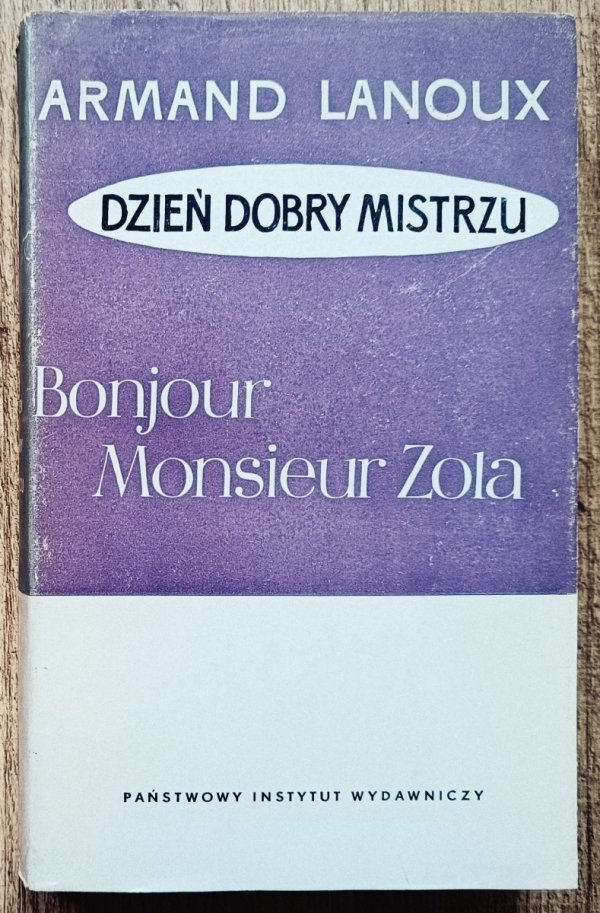 ARMAND LANOUX
DZIEŃ DOBRY MISTRZU
Bonjour
Monsieur Zola
PAŃSTWOWY INSTYTUT WYDAWNICZY